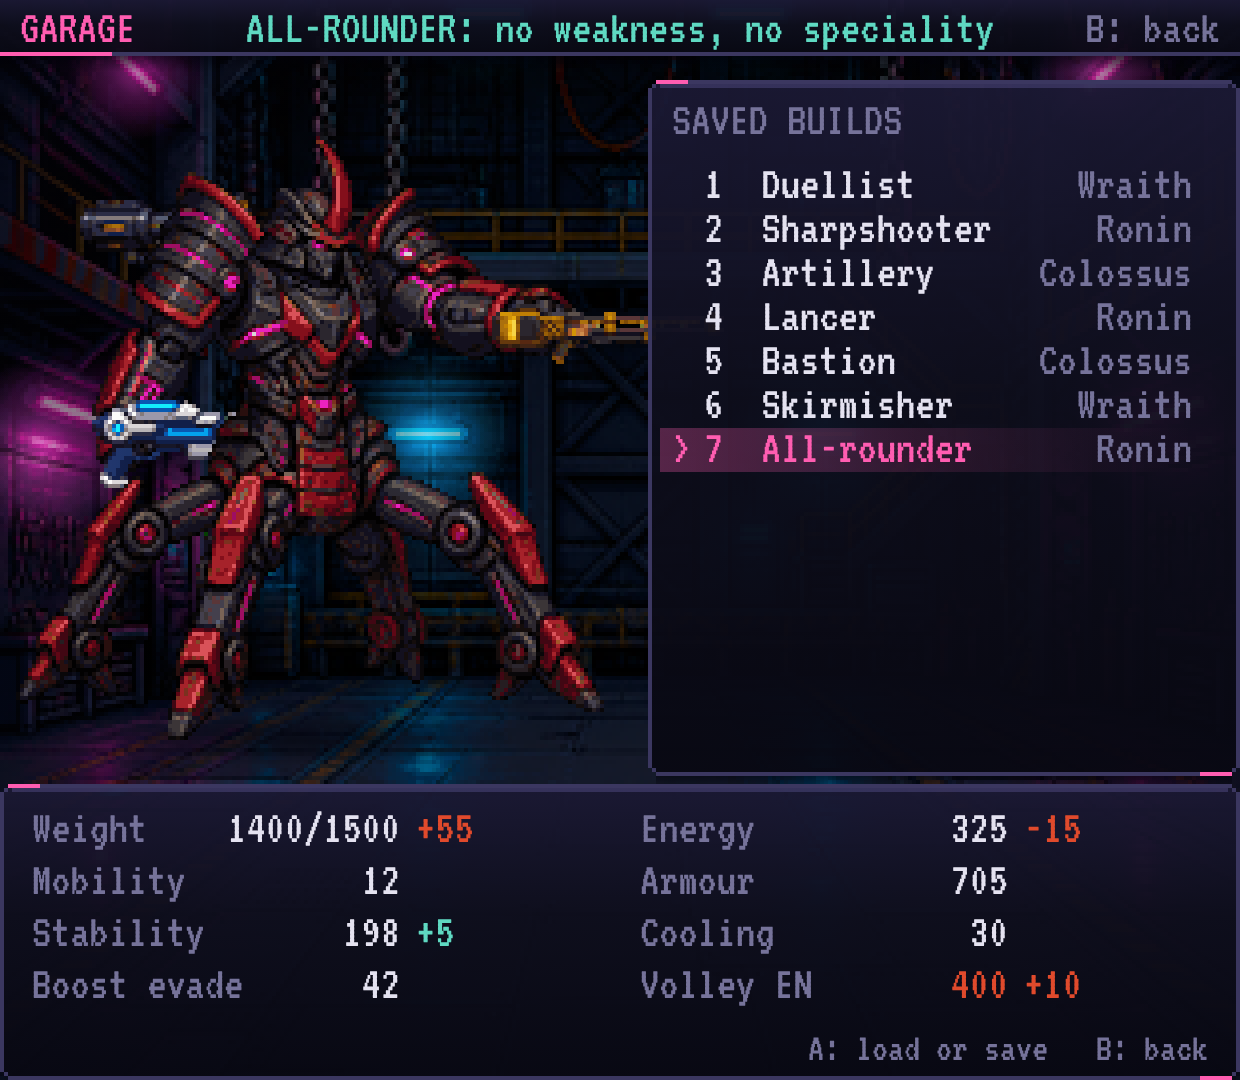 GARAGE ALL-ROUNDER: no weakness, no speciality B: back
SAVED BUILDS
1 Duellist Wraith
2 Sharpshooter Ronin
3 Artillery Colossus
4 Lancer Ronin
5 Bastion Colossus
6 Skirmisher Wraith
> 7 All-rounder Ronin
Weight 1400/1500 +55 Energy 325 -15
Mobility 12 Armour 705
Stability 198 +5 Cooling 30
Boost evade 42 Volley EN 400 +10
A: load or save B: back